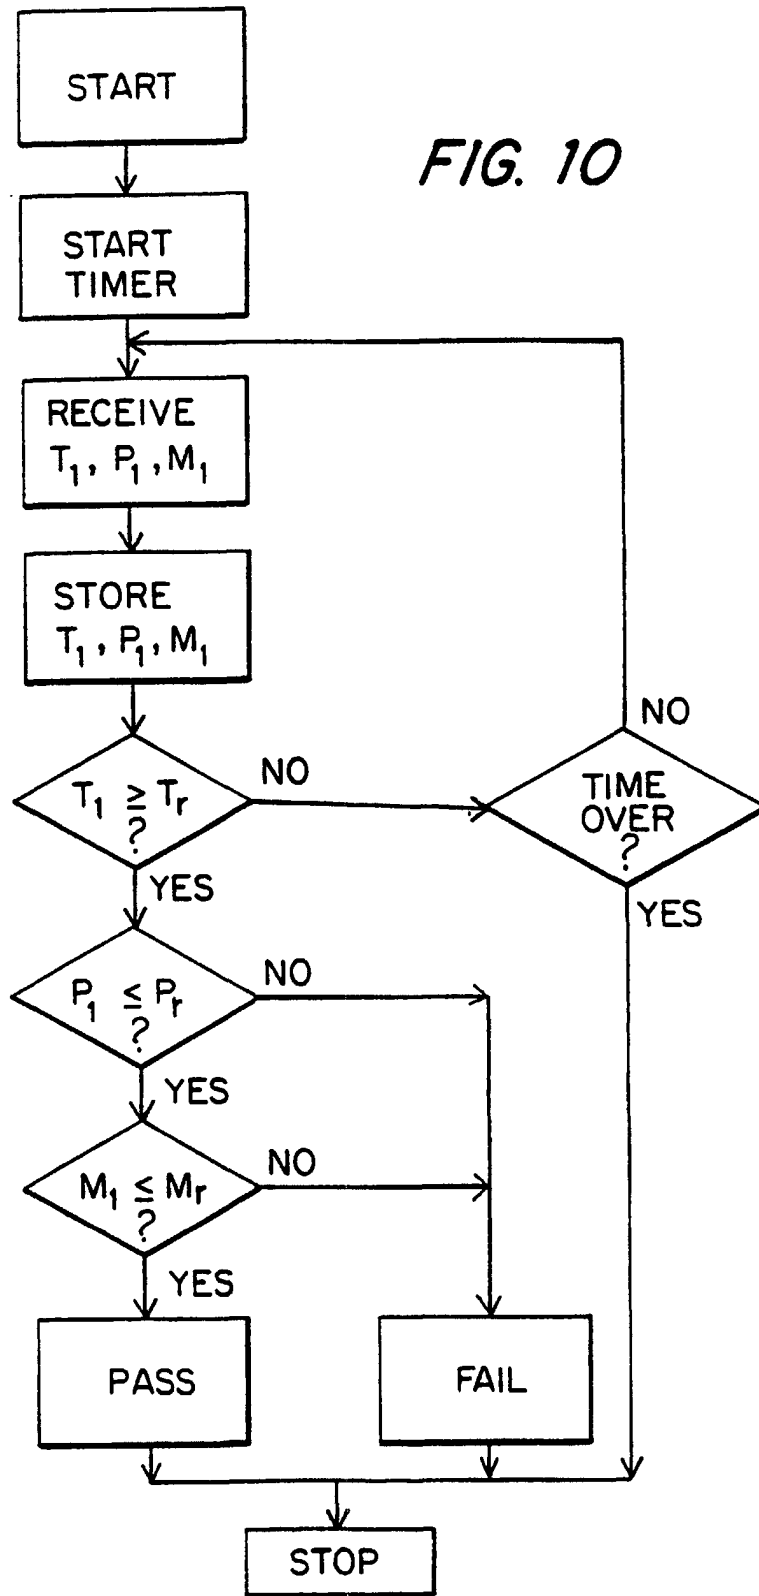 START
FIG. 10
START
TIMER
RECEIVE
T₁, P₁, M₁
STORE
T₁, P₁, M₁
T₁ ≥ Tr
?
NO
YES
NO
TIME
OVER
?
YES
P₁ ≤ Pr
?
NO
YES
M₁ ≤ Mr
?
NO
YES
PASS
FAIL
STOP